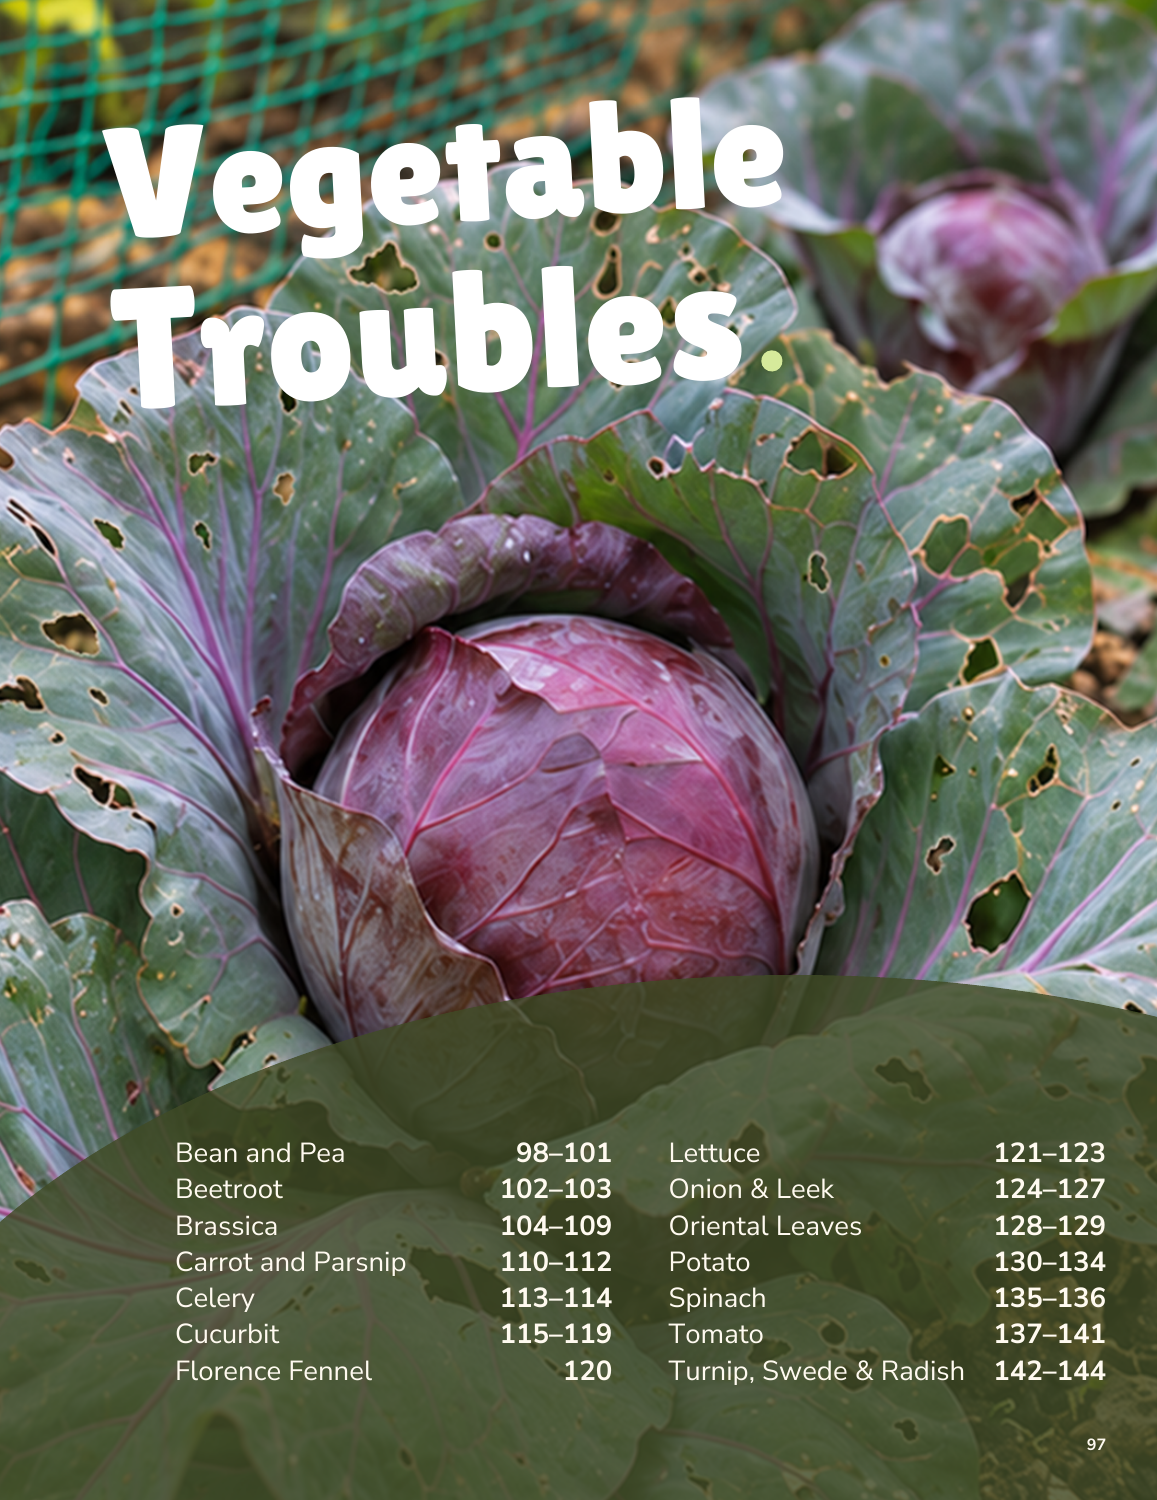 Vegetable
Troubles.
Bean and Pea 98–101
Beetroot 102–103
Brassica 104–109
Carrot and Parsnip 110–112
Celery 113–114
Cucurbit 115–119
Florence Fennel 120
Lettuce 121–123
Onion & Leek 124–127
Oriental Leaves 128–129
Potato 130–134
Spinach 135–136
Tomato 137–141
Turnip, Swede & Radish 142–144
97